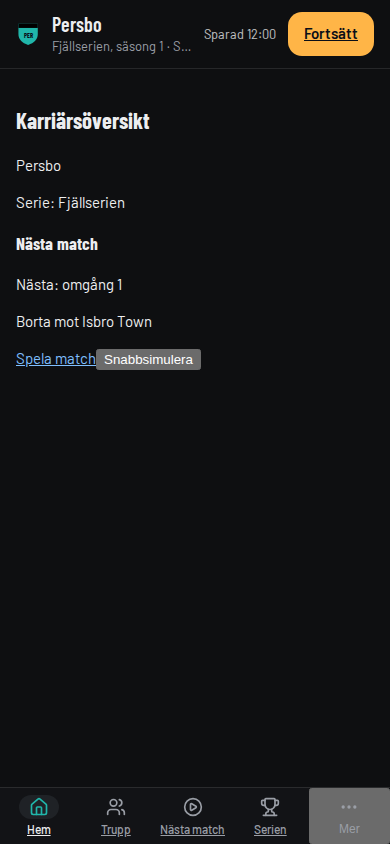 PER
Persbo
Fjällserien, säsong 1 · S...
Sparad 12:00
Fortsätt
Karriärsöversikt
Persbo
Serie: Fjällserien
Nästa match
Nästa: omgång 1
Borta mot Isbro Town
Spela match Snabbsimulera
Hem
Trupp
Nästa match
Serien
Mer